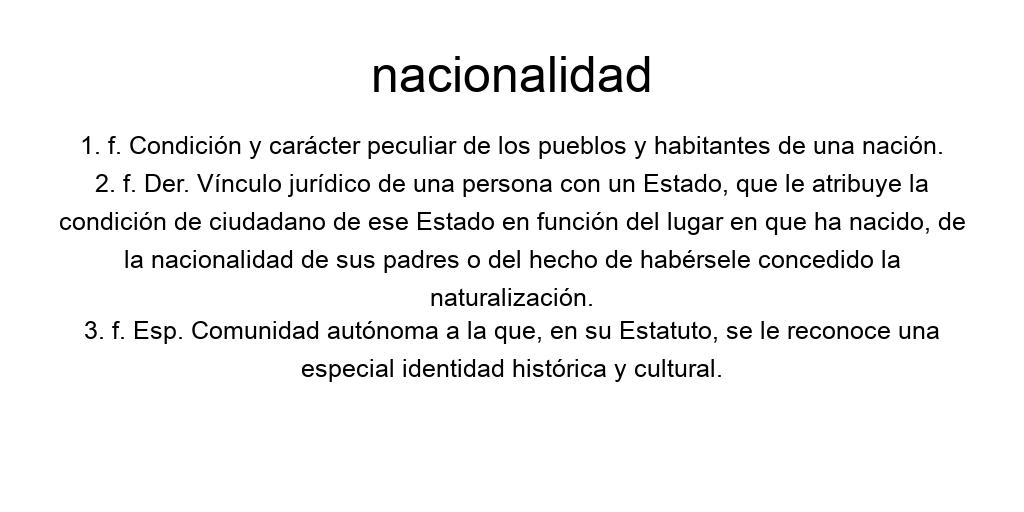 nacionalidad
1. f. Condición y carácter peculiar de los pueblos y habitantes de una nación.
2. f. Der. Vínculo jurídico de una persona con un Estado, que le atribuye la
condición de ciudadano de ese Estado en función del lugar en que ha nacido, de
la nacionalidad de sus padres o del hecho de habérsele concedido la
naturalización.
3. f. Esp. Comunidad autónoma a la que, en su Estatuto, se le reconoce una
especial identidad histórica y cultural.